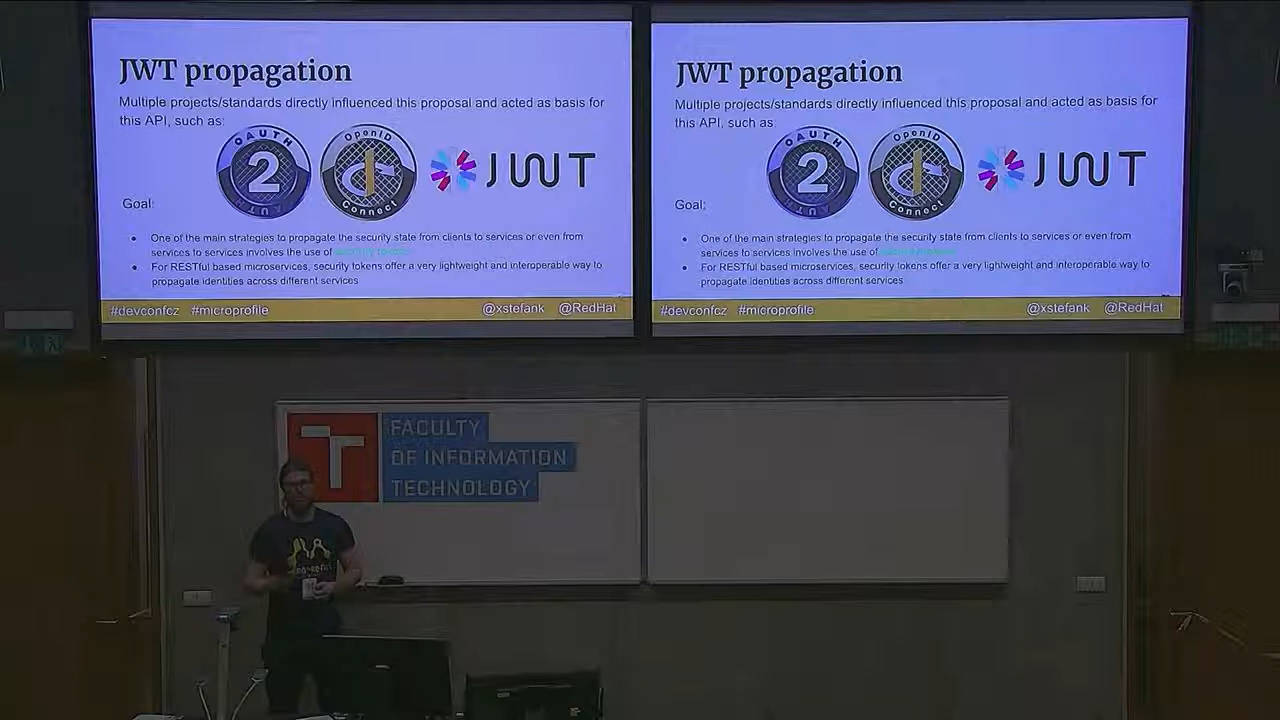 JWT propagation
Multiple projects/standards directly influenced this proposal and acted as basis for
this API, such as:
OAUTH
2
OpenID
Connect
JWT
Goal:
One of the main strategies to propagate the security state from clients to services or even from
services to services involves the use of security tokens
For RESTful based microservices, security tokens offer a very lightweight and interoperable way to
propagate identities across different services
#devconfcz #microprofile
@xstefank @RedHat
JWT propagation
Multiple projects/standards directly influenced this proposal and acted as basis for
this API, such as:
OAUTH
2
OpenID
Connect
JWT
Goal:
One of the main strategies to propagate the security state from clients to services or even from
services to services involves the use of
For RESTful based microservices, security tokens offer a very lightweight and interoperable way to
propagate identities across different services
#devconfcz #microprofile
@xstefank @RedHat
T
FACULTY
OF INFORMATION
TECHNOLOGY